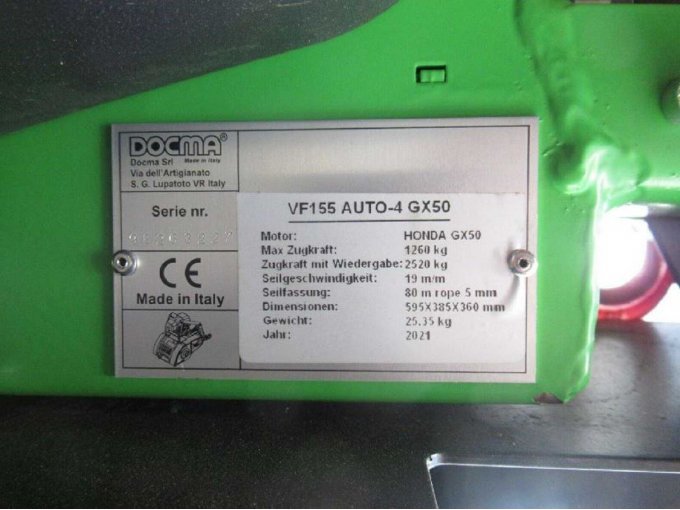 DOCMA®
Docma Srl Made in Italy
Via dell'Artigianato
S. G. Lupatoto VR Italy
Serie nr.
CE
Made in Italy
VF155 AUTO-4 GX50
Motor: HONDA GX50
Max Zugkraft: 1260 kg
Zugkraft mit Wiedergabe: 2520 kg
Seilgeschwindigkeit: 19 m/m
Seilfassung: 80 m rope 5 mm
Dimensionen: 595X385X360 mm
Gewicht: 25.35 kg
Jahr: 2021